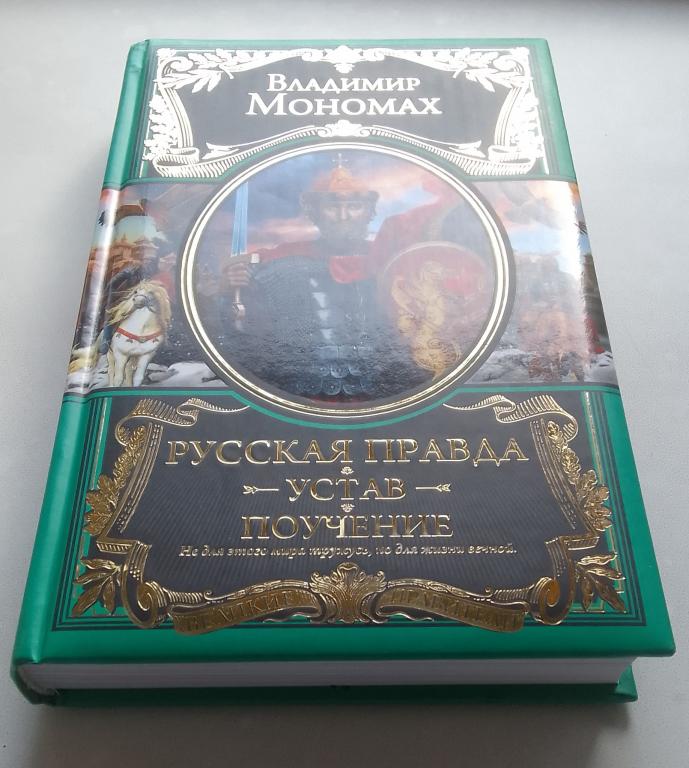 Владимир
Мономах
Русская правда
Устав
Поучение
Не для этого мира тружусь, но для жизни вечной.
Великие правители